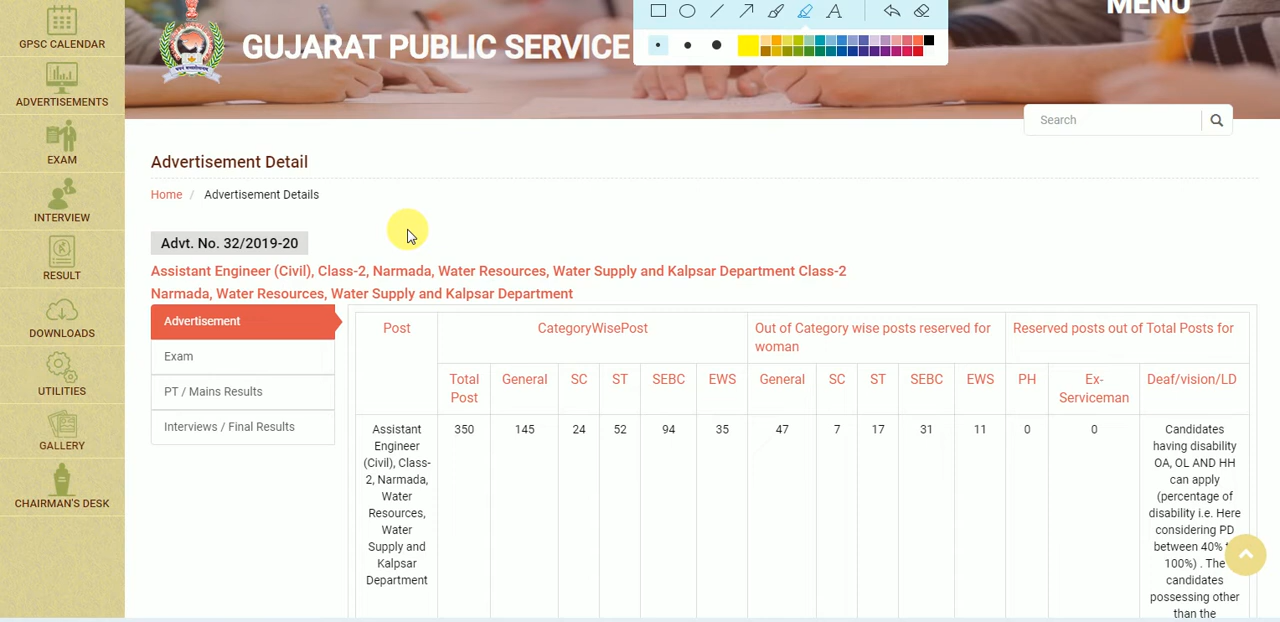 GPSC CALENDAR
ADVERTISEMENTS
EXAM
INTERVIEW
RESULT
DOWNLOADS
UTILITIES
GALLERY
CHAIRMAN'S DESK
GUJARAT PUBLIC SERVICE
MENU
A
Search
Advertisement Detail
Home / Advertisement Details
Advt. No. 32/2019-20
Assistant Engineer (Civil), Class-2, Narmada, Water Resources, Water Supply and Kalpsar Department Class-2
Narmada, Water Resources, Water Supply and Kalpsar Department
Advertisement
Exam
PT / Mains Results
Interviews / Final Results
Post
CategoryWisePost
Out of Category wise posts reserved for
woman
Reserved posts out of Total Posts for
Total
Post
General
SC
ST
SEBC
EWS
General
SC
ST
SEBC
EWS
PH
Ex-
Serviceman
Deaf/vision/LD
Assistant
Engineer
(Civil), Class-
2, Narmada,
Water
Resources,
Water
Supply and
Kalpsar
Department
350
145
24
52
94
35
47
7
17
31
11
0
0
Candidates
having disability
OA, OL AND HH
can apply
(percentage of
disability i.e. Here
considering PD
between 40%
100%) . The
candidates
possessing other
than the